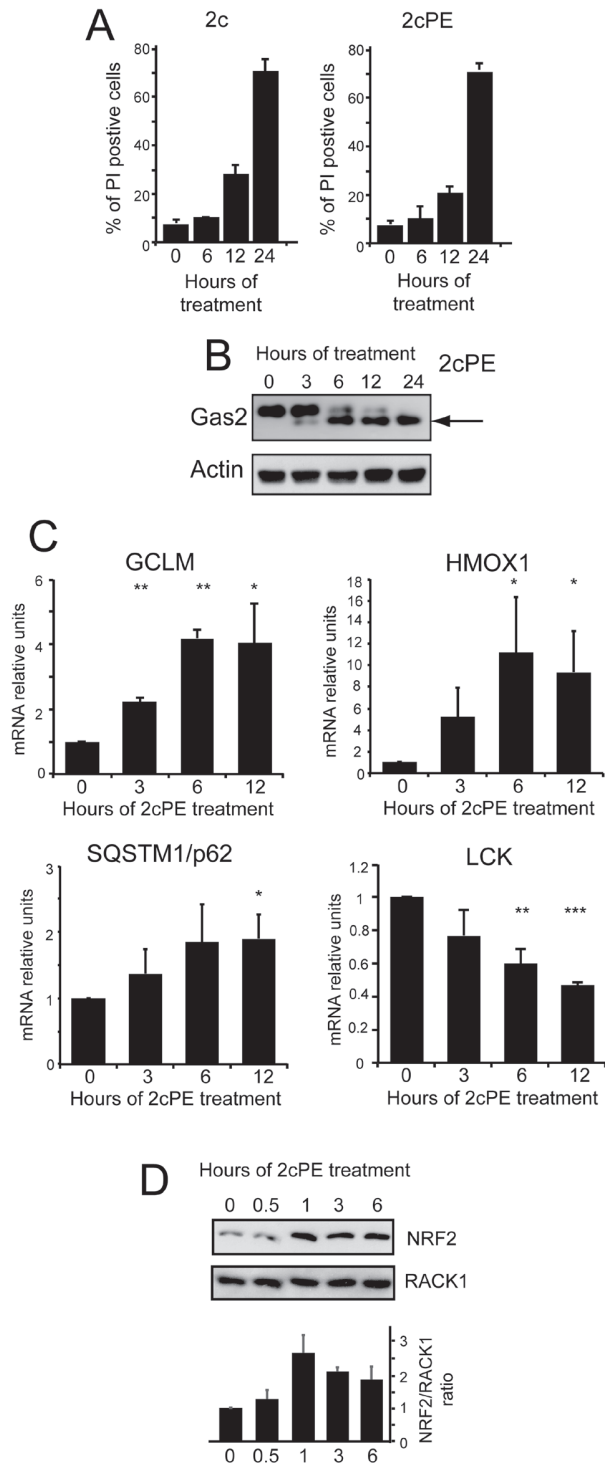 A
2c
2cPE
% of PI postive cells
80
60
40
20
0
0 6 12 24
Hours of
treatment
% of PI postive cells
80
60
40
20
0
0 6 12 24
Hours of
treatment
B
Hours of treatment
2cPE
0 3 6 12 24
Gas2
Actin
C
GCLM
mRNA relative units
6
4
2
0
** ** *
0 3 6 12
Hours of 2cPE treatment
HMOX1
mRNA relative units
18
16
14
12
10
8
6
4
2
0
* *
0 3 6 12
Hours of 2cPE treatment
SQSTM1/p62
mRNA relative units
3
2
1
0
*
0 3 6 12
Hours of 2cPE treatment
LCK
mRNA relative units
1.2
1
0.8
0.6
0.4
0.2
0
** ***
0 3 6 12
Hours of 2cPE treatment
D
Hours of 2cPE treatment
0 0.5 1 3 6
NRF2
RACK1
3
2
1
0
NRF2/RACK1
ratio
0 0.5 1 3 6